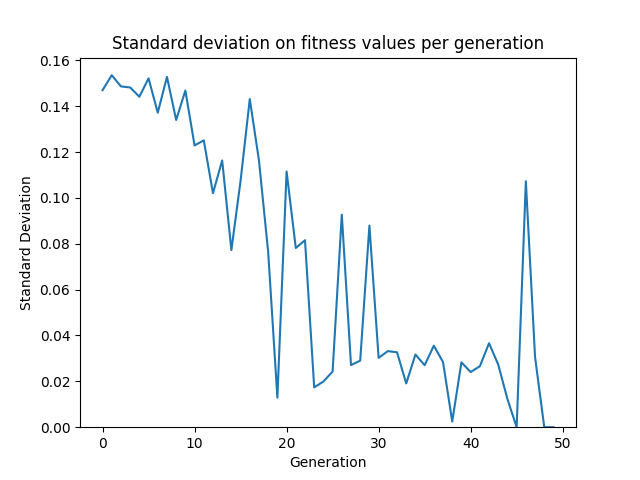 Standard deviation on fitness values per generation
0.16
0.14
0.12
0.10
0.08
0.06
0.04
0.02
0.00
Standard Deviation
0 10 20 30 40 50
Generation